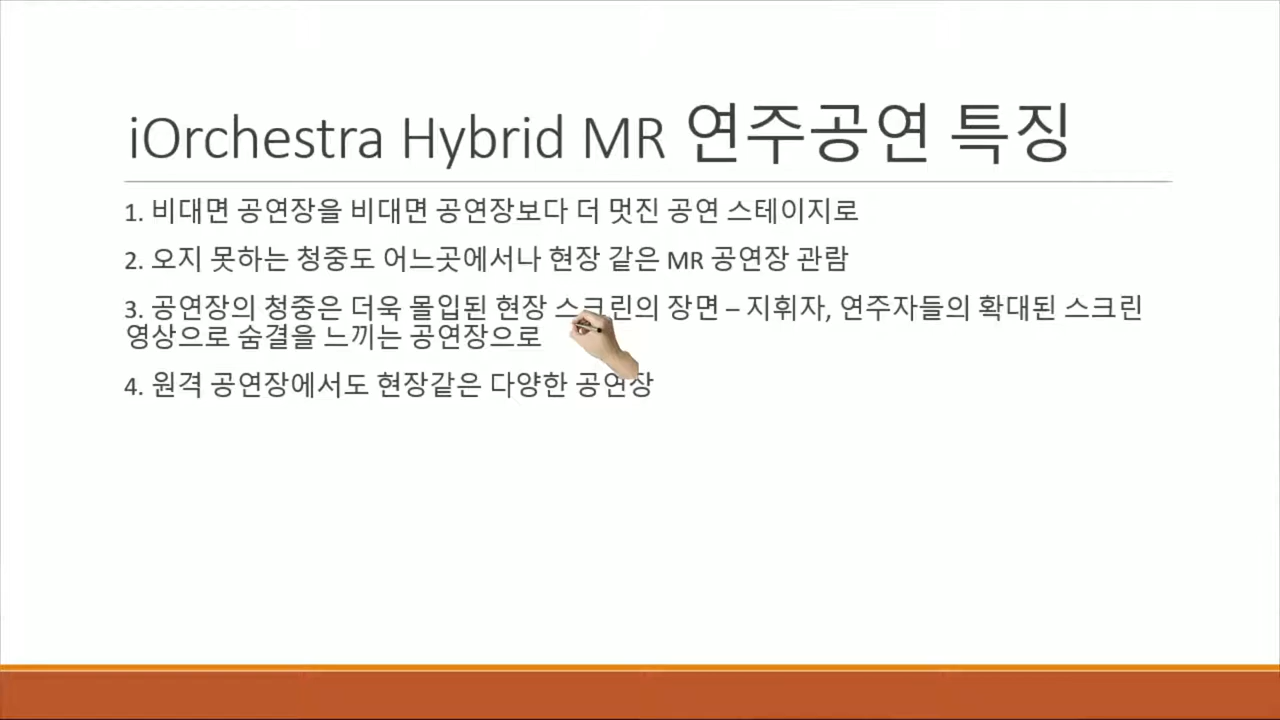 iOrchestra Hybrid MR 연주공연 특징
1. 비대면 공연장을 비대면 공연장보다 더 멋진 공연 스테이지로
2. 오지 못하는 청중도 어느곳에서나 현장 같은 MR 공연장 관람
3. 공연장의 청중은 더욱 몰입된 현장 스크린의 장면 – 지휘자, 연주자들의 확대된 스크린
영상으로 숨결을 느끼는 공연장으로
4. 원격 공연장에서도 현장같은 다양한 공연장